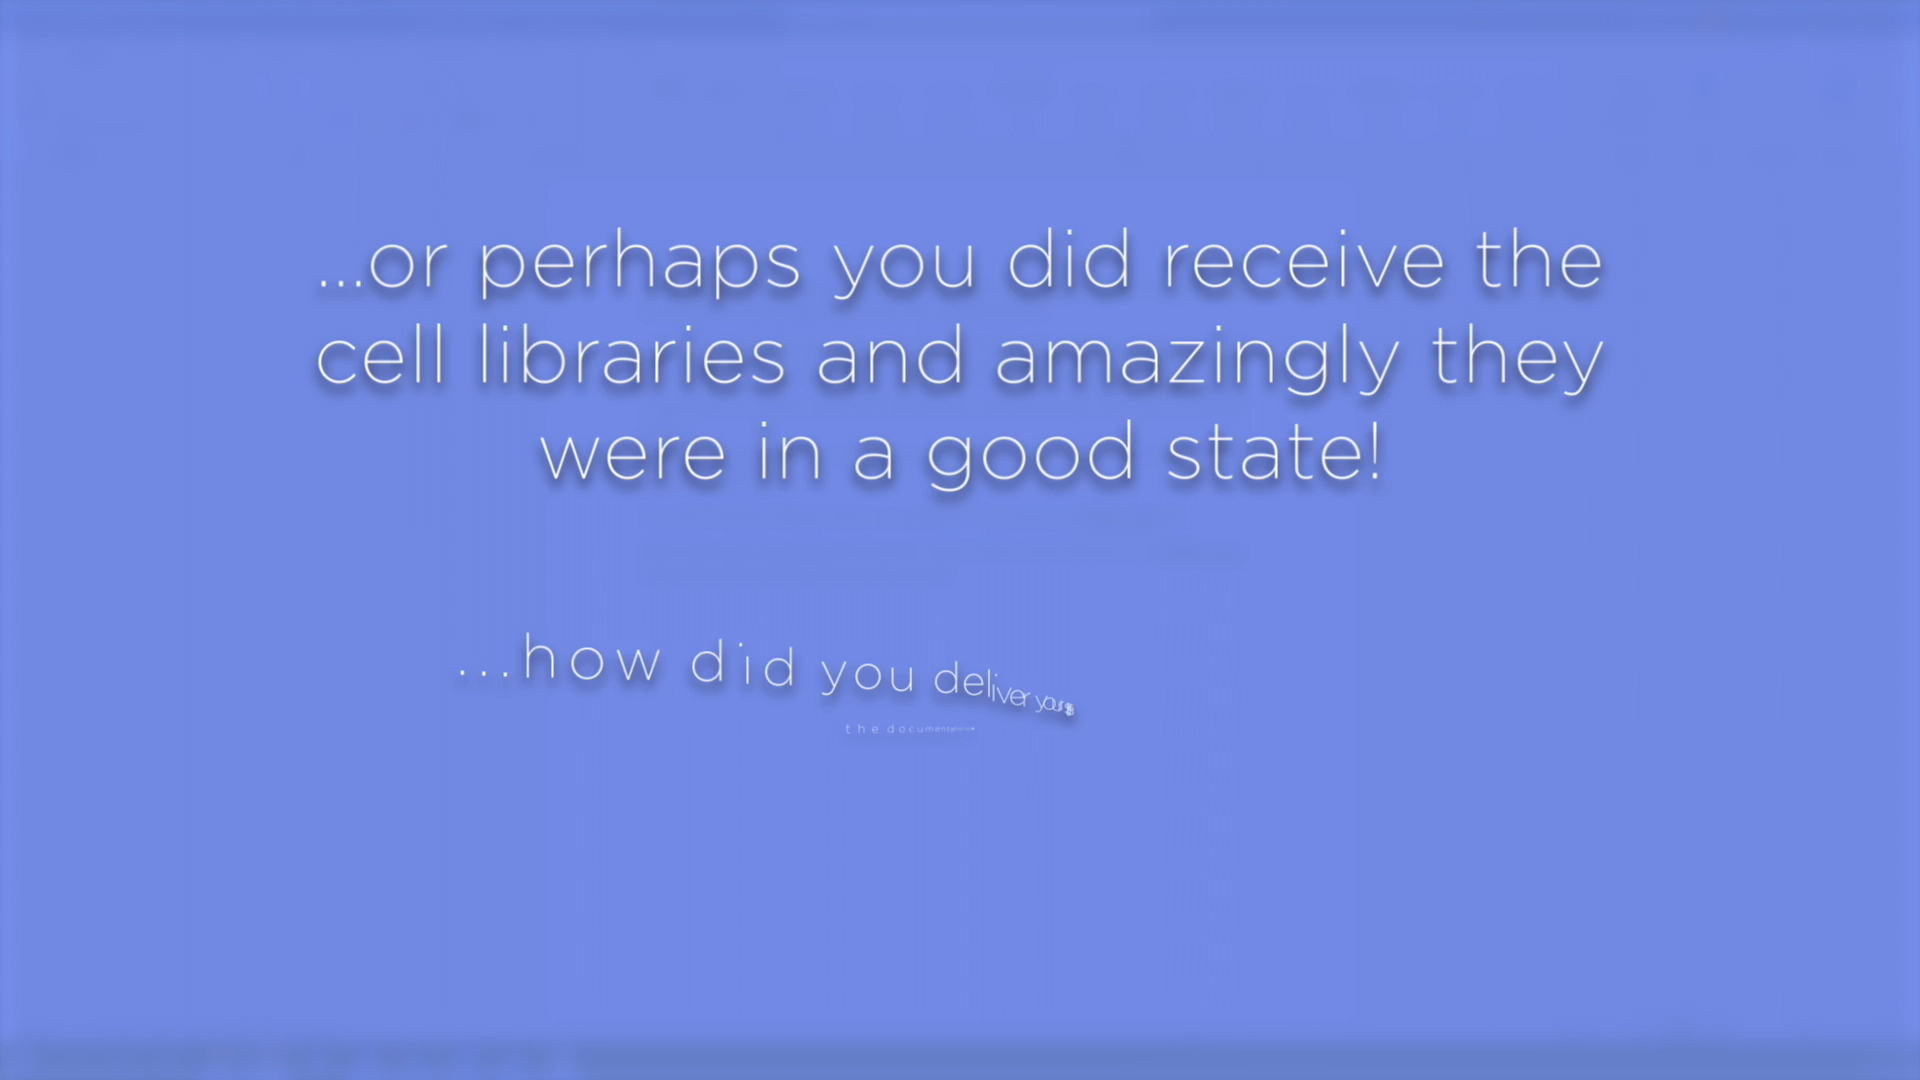 ...or perhaps you did receive the
cell libraries and amazingly they
were in a good state!
...how did you deliver
the